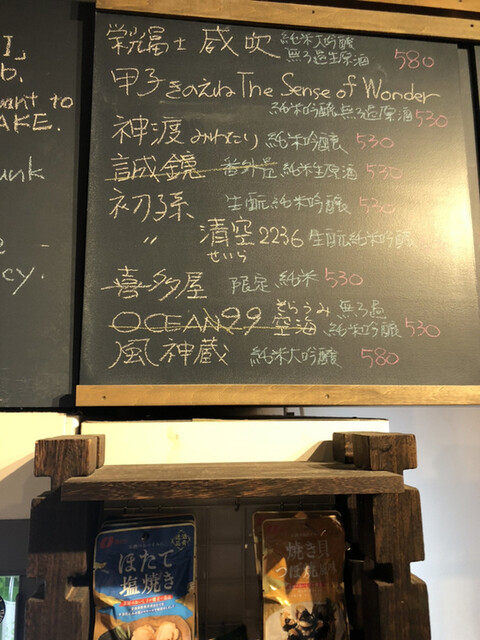 I,
b.
ant to
AKE.
unk
e -
cy.
栄冨士 威吹 純米大吟醸
無ろ過生原酒 580
甲子 きのえね The Sense of Wonder
純米吟醸無ろ過原酒 530
神渡 みわたり 純米吟醸 530
誠鏡 番外品 純米生原酒 530
初孫 生酛純米吟醸 530
〃 清空2236 生酛純米吟醸
せいら
喜多屋 限定 純米 530
OCEAN99 空海 そらうみ 無ろ過
純米吟醸 530
風神蔵 純米大吟醸 580
ほたて
塩焼き
焼き貝